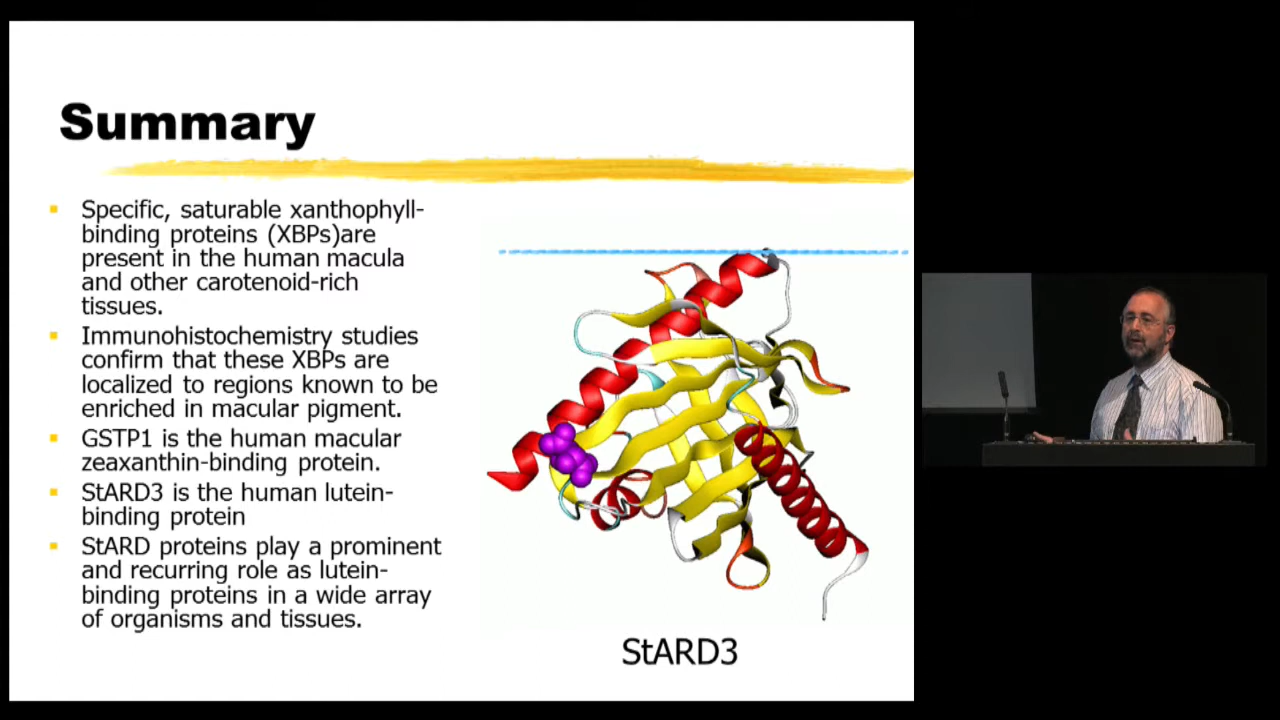 Summary
Specific, saturable xanthophyll-
binding proteins (XBPs)are
present in the human macula
and other carotenoid-rich
tissues.
Immunohistochemistry studies
confirm that these XBPs are
localized to regions known to be
enriched in macular pigment.
GSTP1 is the human macular
zeaxanthin-binding protein.
StARD3 is the human lutein-
binding protein
StARD proteins play a prominent
and recurring role as lutein-
binding proteins in a wide array
of organisms and tissues.
StARD3